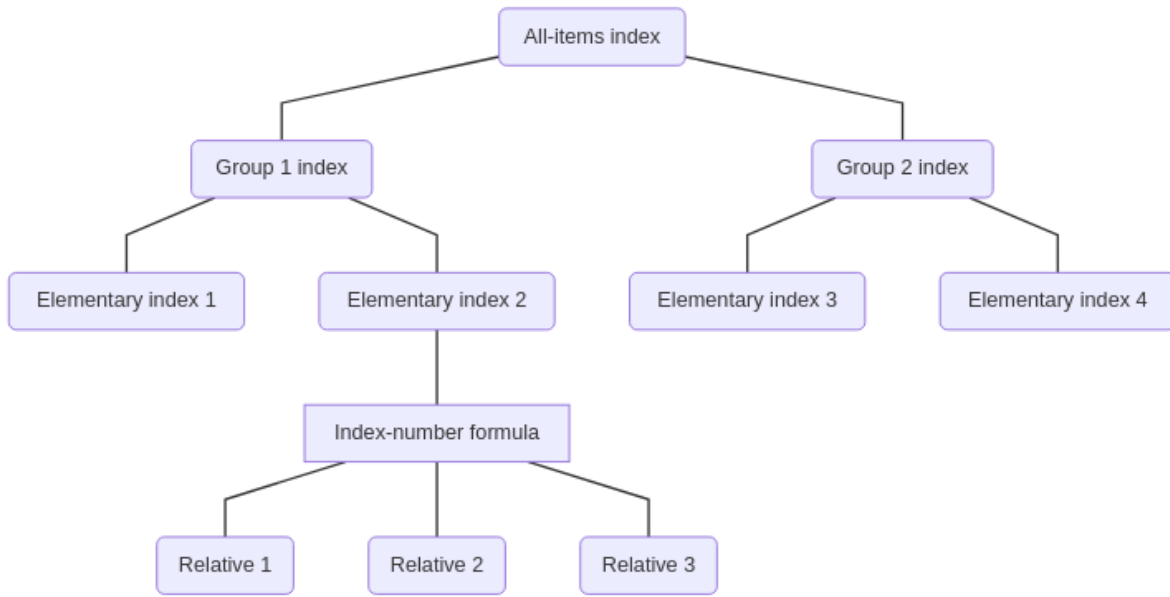 All-items index
Group 1 index
Group 2 index
Elementary index 1
Elementary index 2
Elementary index 3
Elementary index 4
Index-number formula
Relative 1
Relative 2
Relative 3